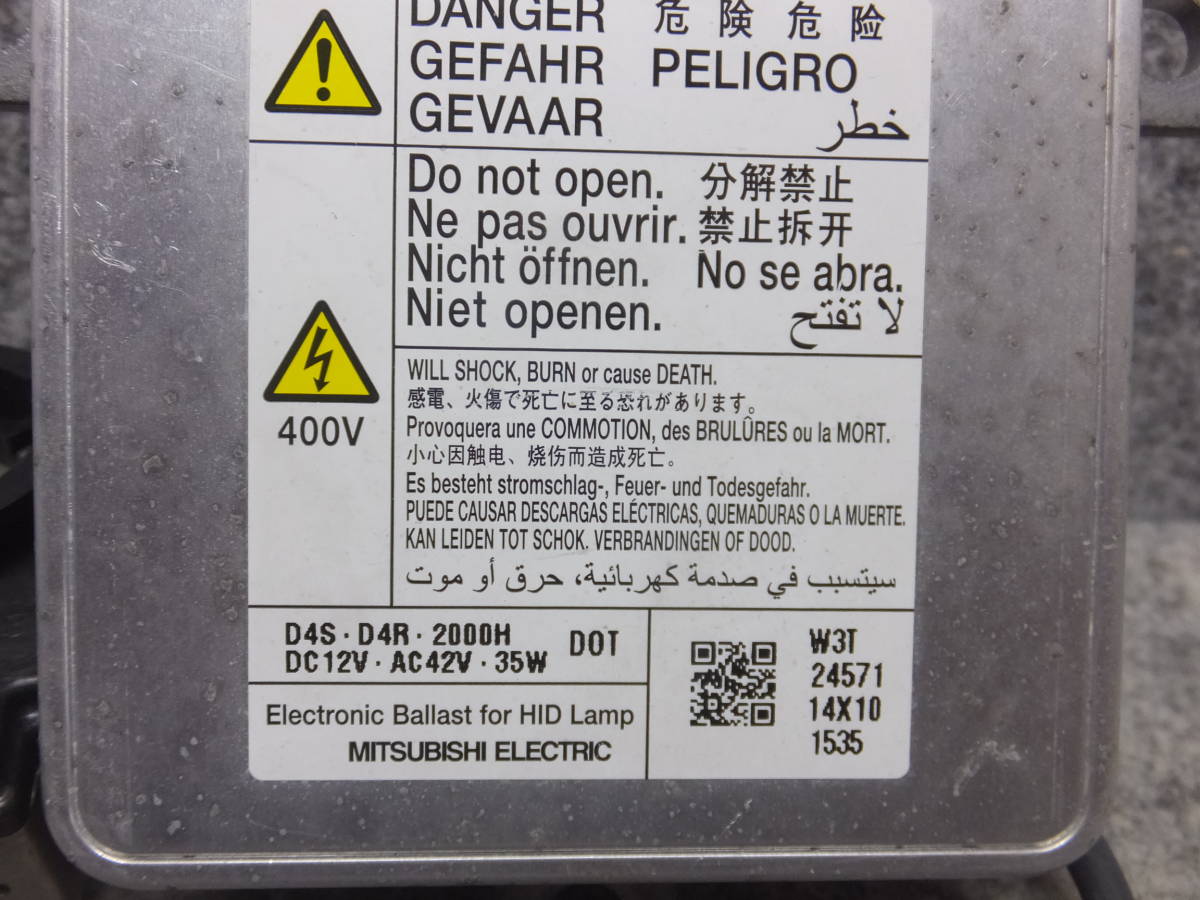 DANGER 危険 危险
GEFAHR PELIGRO
GEVAAR خطر
Do not open. 分解禁止
Ne pas ouvrir. 禁止拆开
Nicht öffnen. No se abra.
Niet openen. لا تفتح
400V
WILL SHOCK, BURN or cause DEATH.
感電、火傷で死亡に至る恐れがあります。
Provoquera une COMMOTION, des BRULÛRES ou la MORT.
小心因触电、烧伤而造成死亡。
Es besteht stromschlag-, Feuer- und Todesgefahr.
PUEDE CAUSAR DESCARGAS ELÉCTRICAS, QUEMADURAS O LA MUERTE.
KAN LEIDEN TOT SCHOK. VERBRANDINGEN OF DOOD.
سيتسبب في صدمة كهربائية، حرق أو موت
D4S · D4R · 2000H DOT
DC12V · AC42V · 35W
Electronic Ballast for HID Lamp
MITSUBISHI ELECTRIC
W3T
24571
14X10
1535